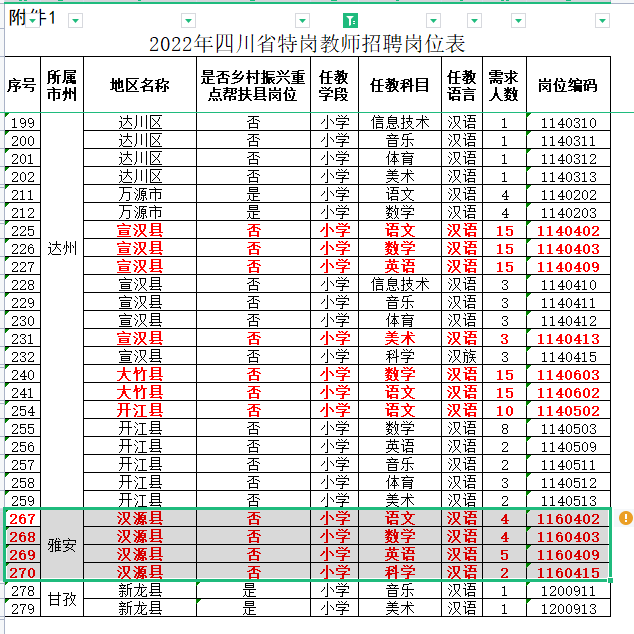 附件1
2022年四川省特岗教师招聘岗位表
序号 所属市州 地区名称 是否乡村振兴重点帮扶县岗位 任教学段 任教科目 任教语言 需求人数 岗位编码
199 达川区 否 小学 信息技术 汉语 1 1140310
200 达川区 否 小学 音乐 汉语 1 1140311
201 达川区 否 小学 体育 汉语 1 1140312
202 达川区 否 小学 美术 汉语 1 1140313
211 万源市 是 小学 语文 汉语 4 1140202
212 万源市 是 小学 数学 汉语 4 1140203
225 宣汉县 否 小学 语文 汉语 15 1140402
226 达州 宣汉县 否 小学 数学 汉语 15 1140403
227 宣汉县 否 小学 英语 汉语 15 1140409
228 宣汉县 否 小学 信息技术 汉语 3 1140410
229 宣汉县 否 小学 音乐 汉语 3 1140411
230 宣汉县 否 小学 体育 汉语 3 1140412
231 宣汉县 否 小学 美术 汉语 3 1140413
232 宣汉县 否 小学 科学 汉族 3 1140415
240 大竹县 否 小学 数学 汉语 15 1140603
241 大竹县 否 小学 语文 汉语 15 1140602
254 开江县 否 小学 语文 汉语 10 1140502
255 开江县 否 小学 数学 汉语 8 1140503
256 开江县 否 小学 英语 汉语 2 1140509
257 开江县 否 小学 音乐 汉语 2 1140511
258 开江县 否 小学 体育 汉语 3 1140512
259 开江县 否 小学 美术 汉语 2 1140513
267 汉源县 否 小学 语文 汉语 4 1160402
268 雅安 汉源县 否 小学 数学 汉语 4 1160403
269 汉源县 否 小学 英语 汉语 5 1160409
270 汉源县 否 小学 科学 汉语 2 1160415
278 甘孜 新龙县 是 小学 音乐 汉语 1 1200911
279 新龙县 是 小学 美术 汉语 1 1200913